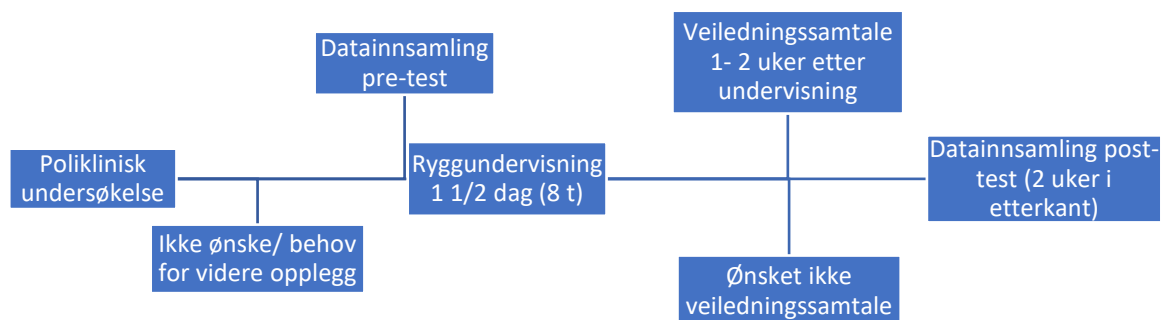 Poliklinisk
undersøkelse
Ikke ønske/ behov
for videre opplegg
Datainnsamling
pre-test
Ryggundervisning
1 1/2 dag (8 t)
Veiledningssamtale
1- 2 uker etter
undervisning
Ønsket ikke
veiledningssamtale
Datainnsamling post-
test (2 uker i
etterkant)